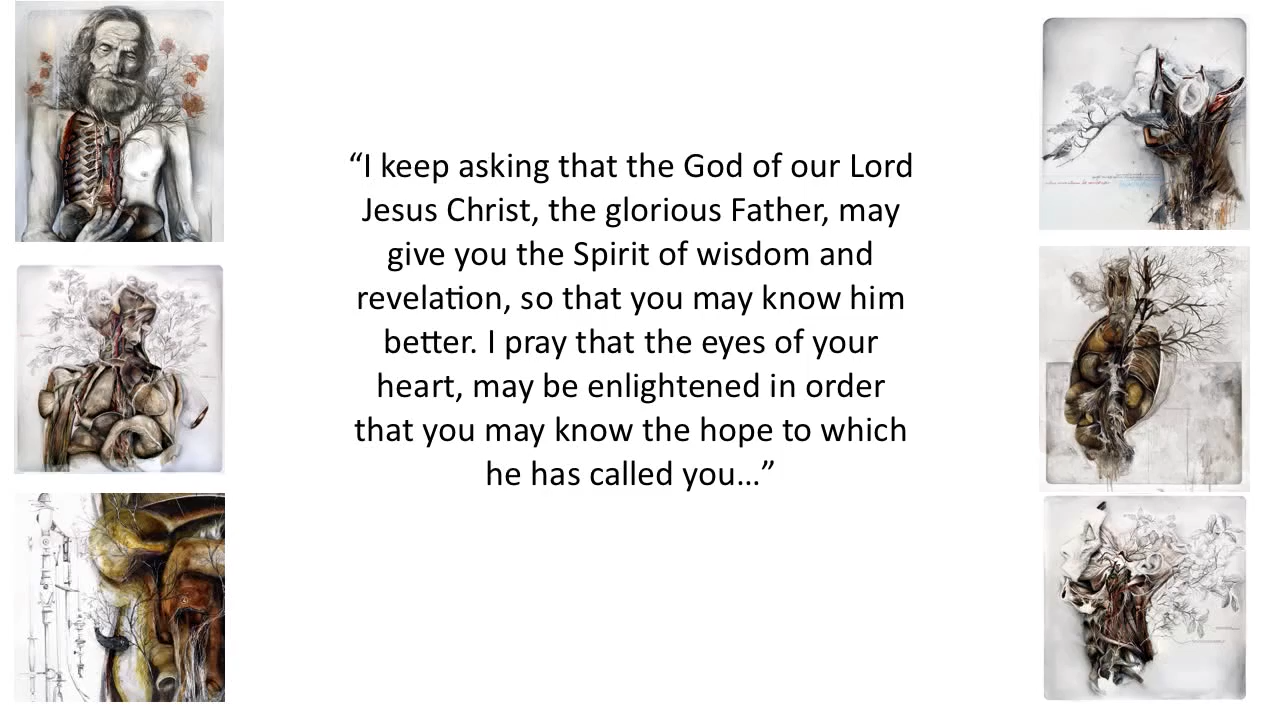 “I keep asking that the God of our Lord
Jesus Christ, the glorious Father, may
give you the Spirit of wisdom and
revelation, so that you may know him
better. I pray that the eyes of your
heart, may be enlightened in order
that you may know the hope to which
he has called you…”